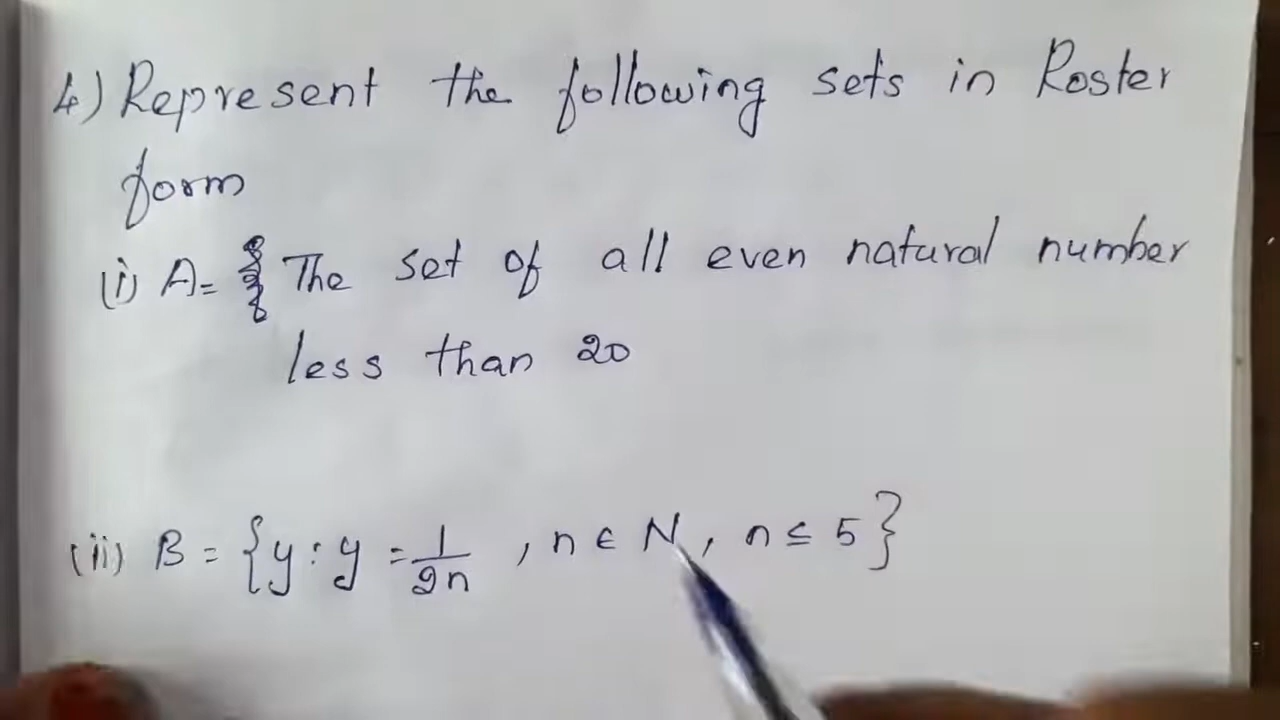 4) Represent the following sets in Roster
form
(i) A = The set of all even natural number
less than 20
(ii) B = {y : y = 1/2n , n ∈ N, n ≤ 5}